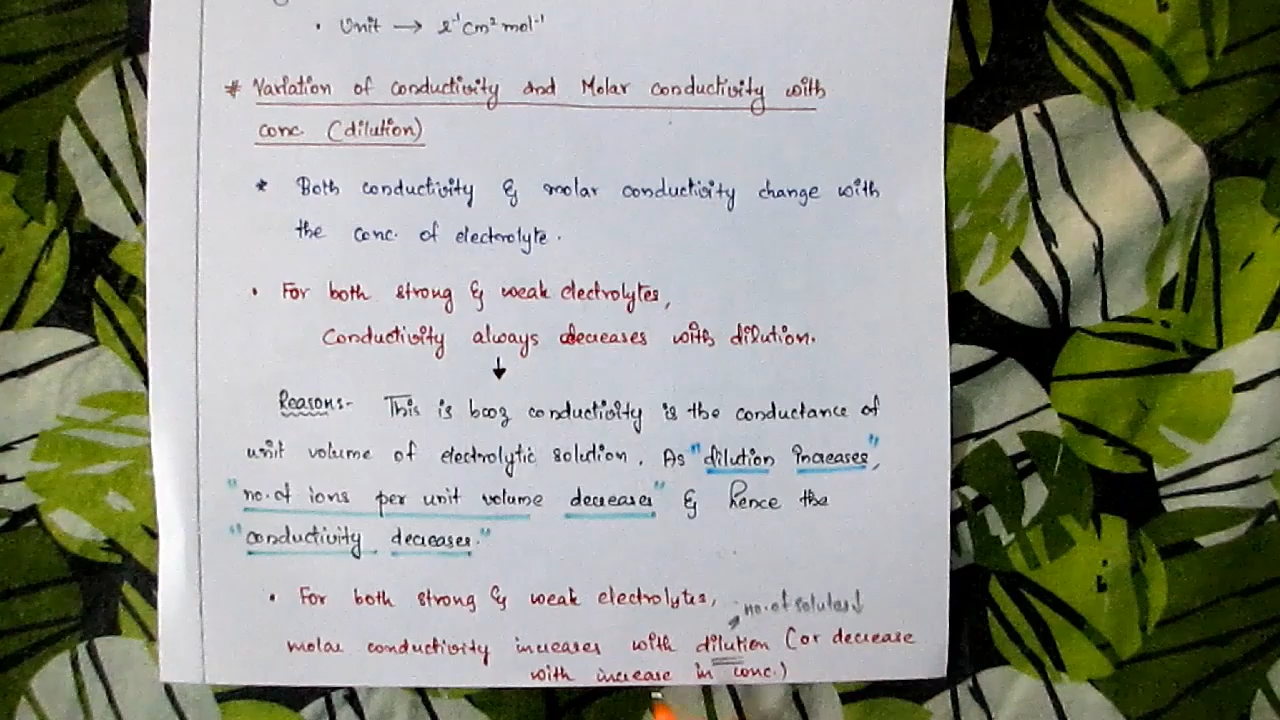 • Unit → Ω⁻¹cm² mol⁻¹
# Variation of conductivity and Molar conductivity with
conc. (dilution)
* Both conductivity & molar conductivity change with
the conc. of electrolyte.
• For both strong & weak electrolytes,
Conductivity always decreases with dilution.
↓
Reasons- This is bcoz conductivity is the conductance of
unit volume of electrolytic solution. As "dilution increases",
"no. of ions per unit volume decreases" & hence the
"conductivity decreases."
• For both strong & weak electrolytes,
no. of solutes↓
molar conductivity increases with dilution (or decrease
with increase in conc.)